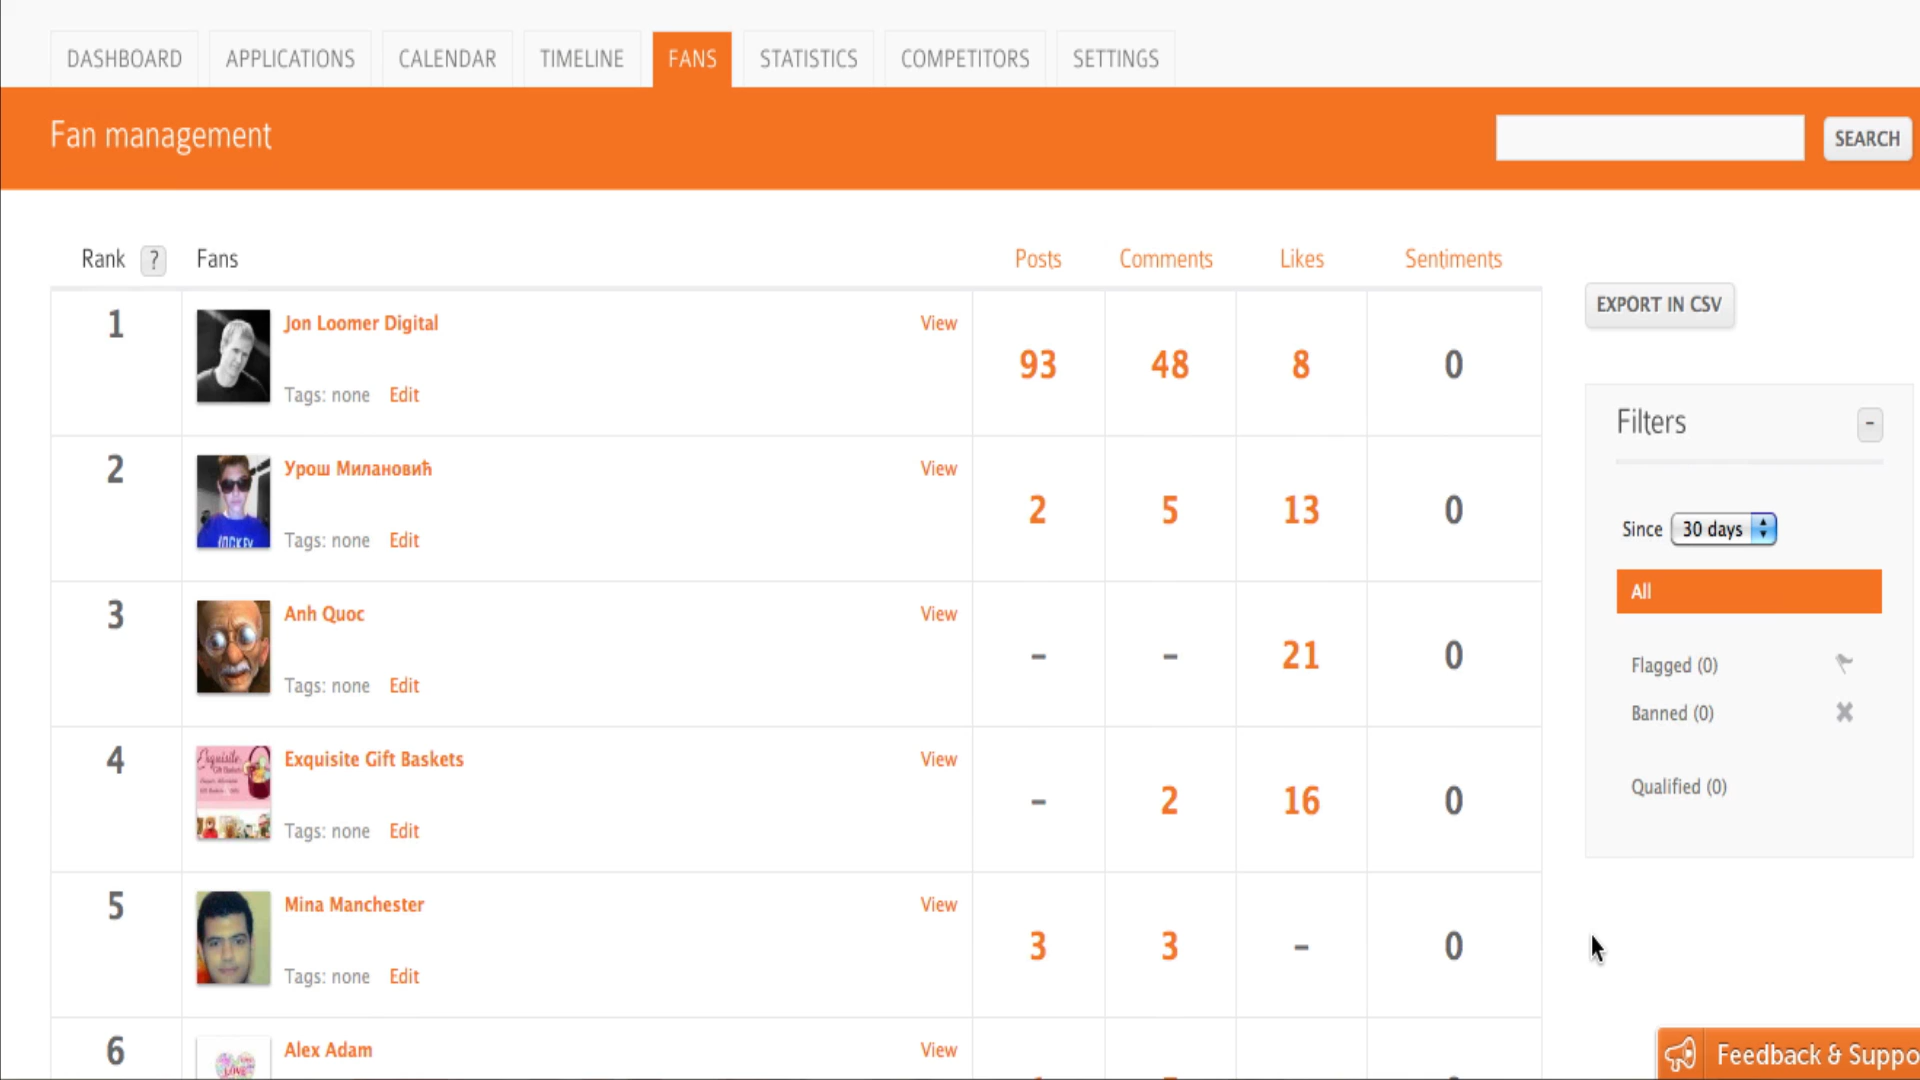 DASHBOARD APPLICATIONS CALENDAR TIMELINE FANS STATISTICS COMPETITORS SETTINGS
Fan management SEARCH
Rank ? Fans Posts Comments Likes Sentiments
EXPORT IN CSV
1 Jon Loomer Digital View
93 48 8 0
Tags: none Edit
Filters -
2 Урош Милановић View
2 5 13 0
Tags: none Edit
Since 30 days
All
3 Anh Quoc View
- - 21 0
Tags: none Edit
Flagged (0)
Banned (0)
4 Exquisite Gift Baskets View
- 2 16 0
Tags: none Edit
Qualified (0)
5 Mina Manchester View
3 3 - 0
Tags: none Edit
6 Alex Adam View
Feedback & Suppo